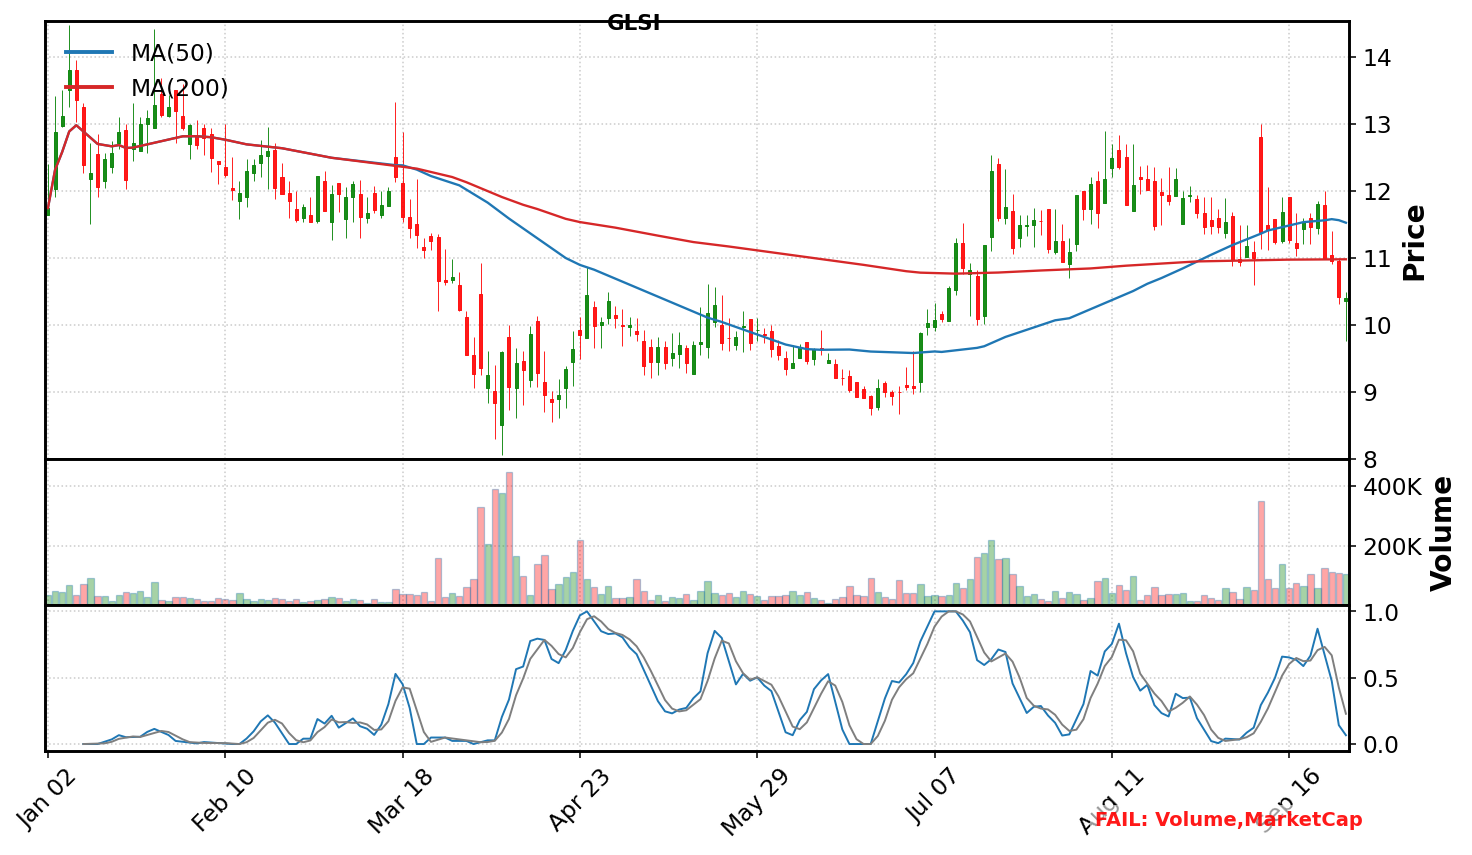 GLSI
MA(50)
MA(200)
14
13
12
11
10
9
8
Price
400K
200K
Volume
1.0
0.5
0.0
Jan 02
Feb 10
Mar 18
Apr 23
May 29
Jul 07
Aug 11
Sep 16
FAIL: Volume,MarketCap